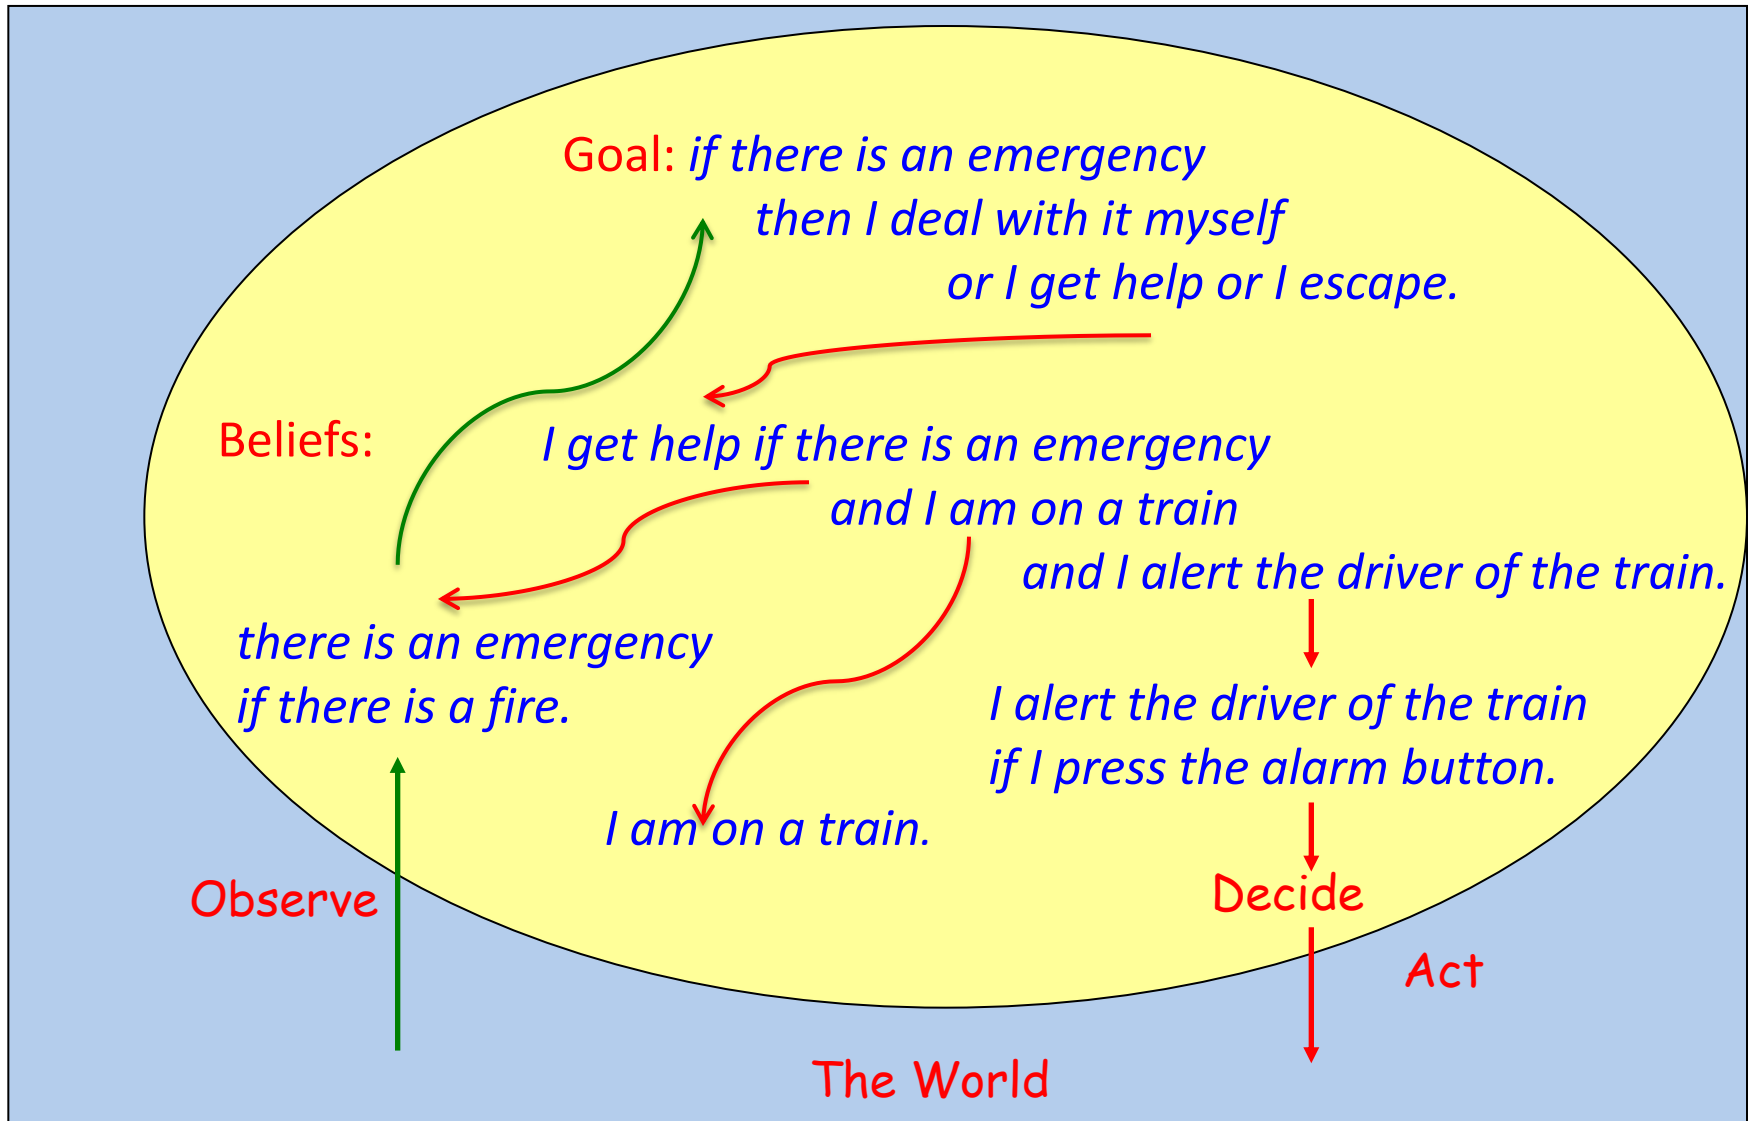 Goal: if there is an emergency
then I deal with it myself
or I get help or I escape.
Beliefs:
I get help if there is an emergency
and I am on a train
and I alert the driver of the train.
there is an emergency
if there is a fire.
I alert the driver of the train
if I press the alarm button.
I am on a train.
Observe
Decide
Act
The World